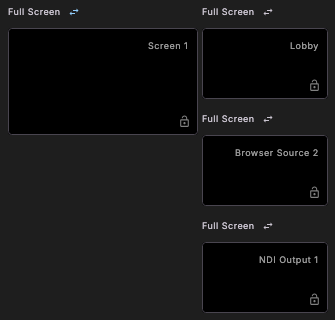 Full Screen
Screen 1
Full Screen
Lobby
Full Screen
Browser Source 2
Full Screen
NDI Output 1